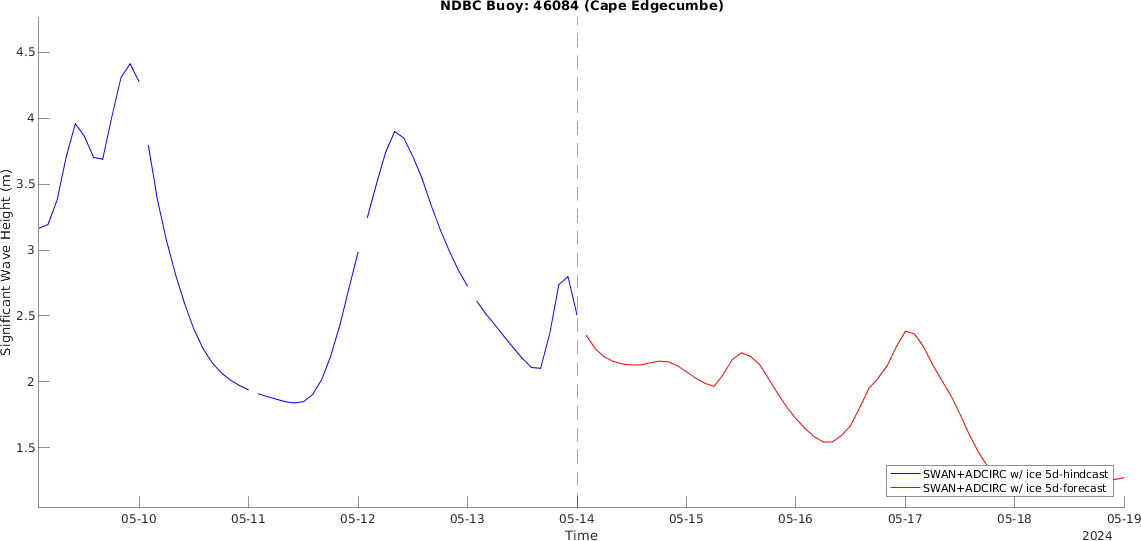 NDBC Buoy: 46084 (Cape Edgecumbe)
Significant Wave Height (m)
4.5
4
3.5
3
2.5
2
1.5
SWAN+ADCIRC w/ ice 5d-hindcast
SWAN+ADCIRC w/ ice 5d-forecast
05-10 05-11 05-12 05-13 05-14 05-15 05-16 05-17 05-18 05-19
Time
2024